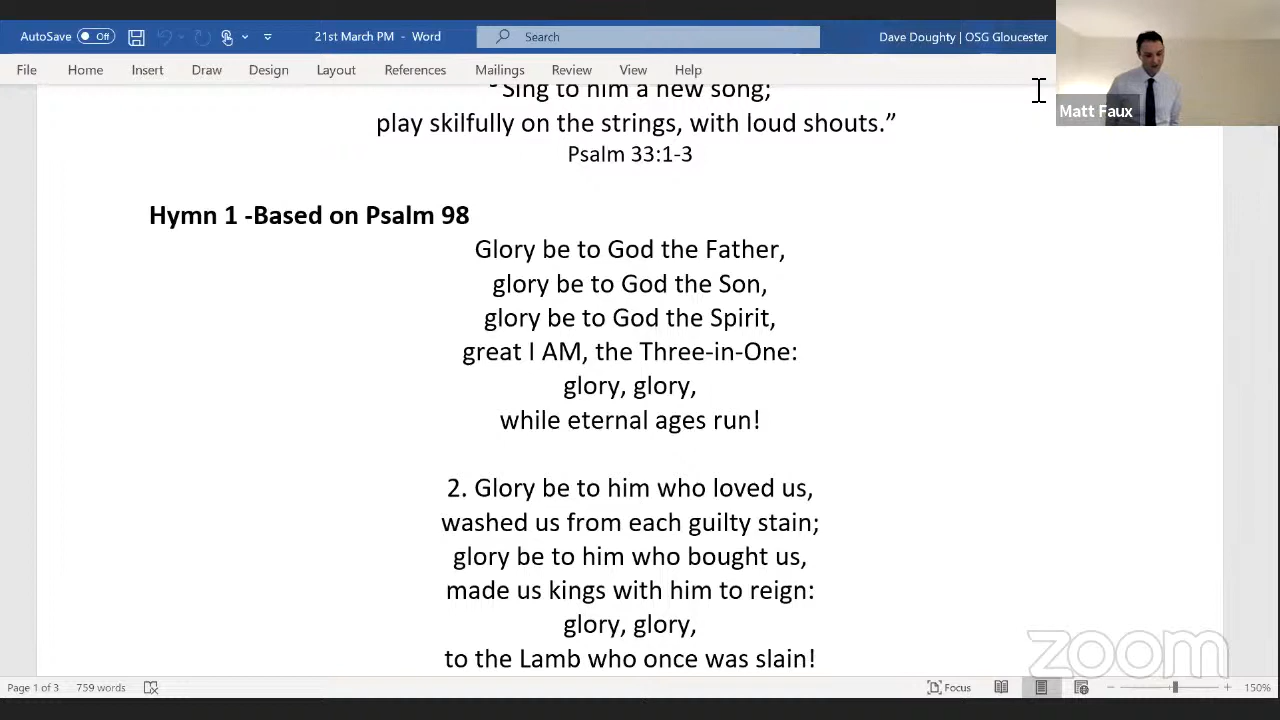 AutoSave Off 21st March PM - Word Search Dave Doughty | OSG Gloucester
File Home Insert Draw Design Layout References Mailings Review View Help
Matt Faux
"Sing to him a new song;
play skilfully on the strings, with loud shouts.”
Psalm 33:1-3
Hymn 1 -Based on Psalm 98
Glory be to God the Father,
glory be to God the Son,
glory be to God the Spirit,
great I AM, the Three-in-One:
glory, glory,
while eternal ages run!
2. Glory be to him who loved us,
washed us from each guilty stain;
glory be to him who bought us,
made us kings with him to reign:
glory, glory,
to the Lamb who once was slain!
zoom
Page 1 of 3 759 words Focus 150%